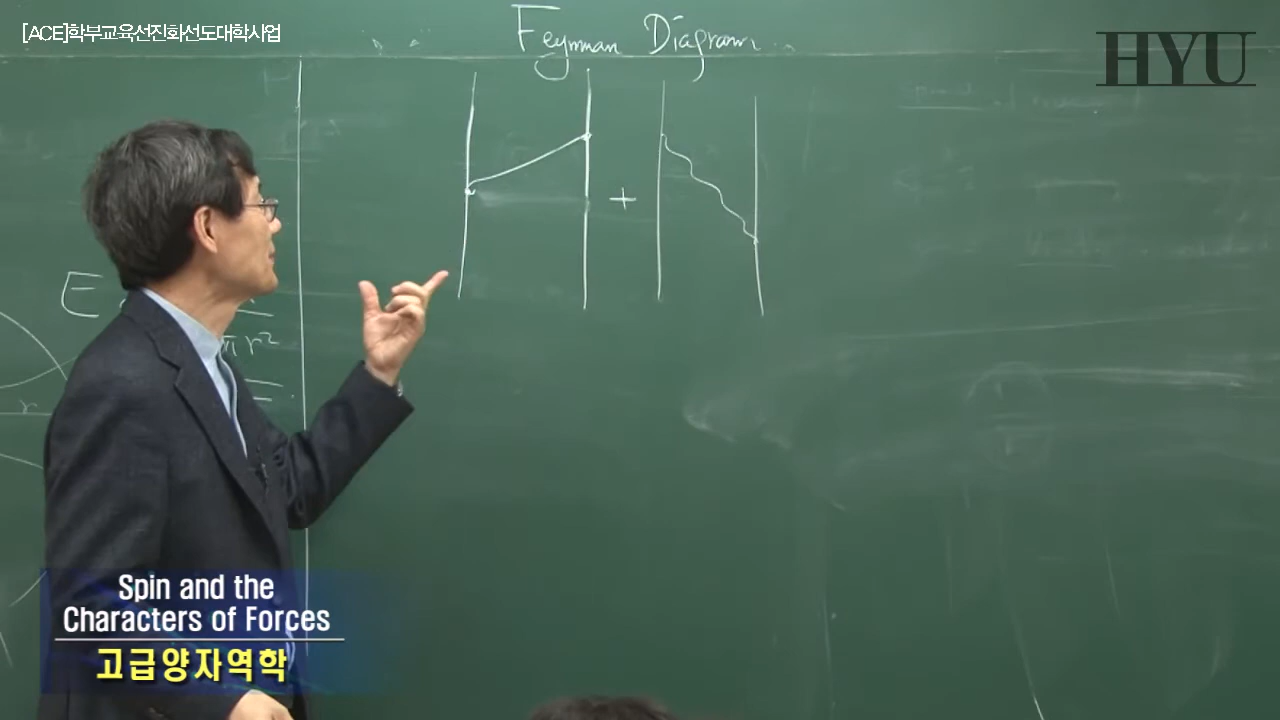 [ACE]학부교육선진화선도대학사업
HYU
Feynman Diagram
+
E
πr²
r
Spin and the
Characters of Forces
고급양자역학